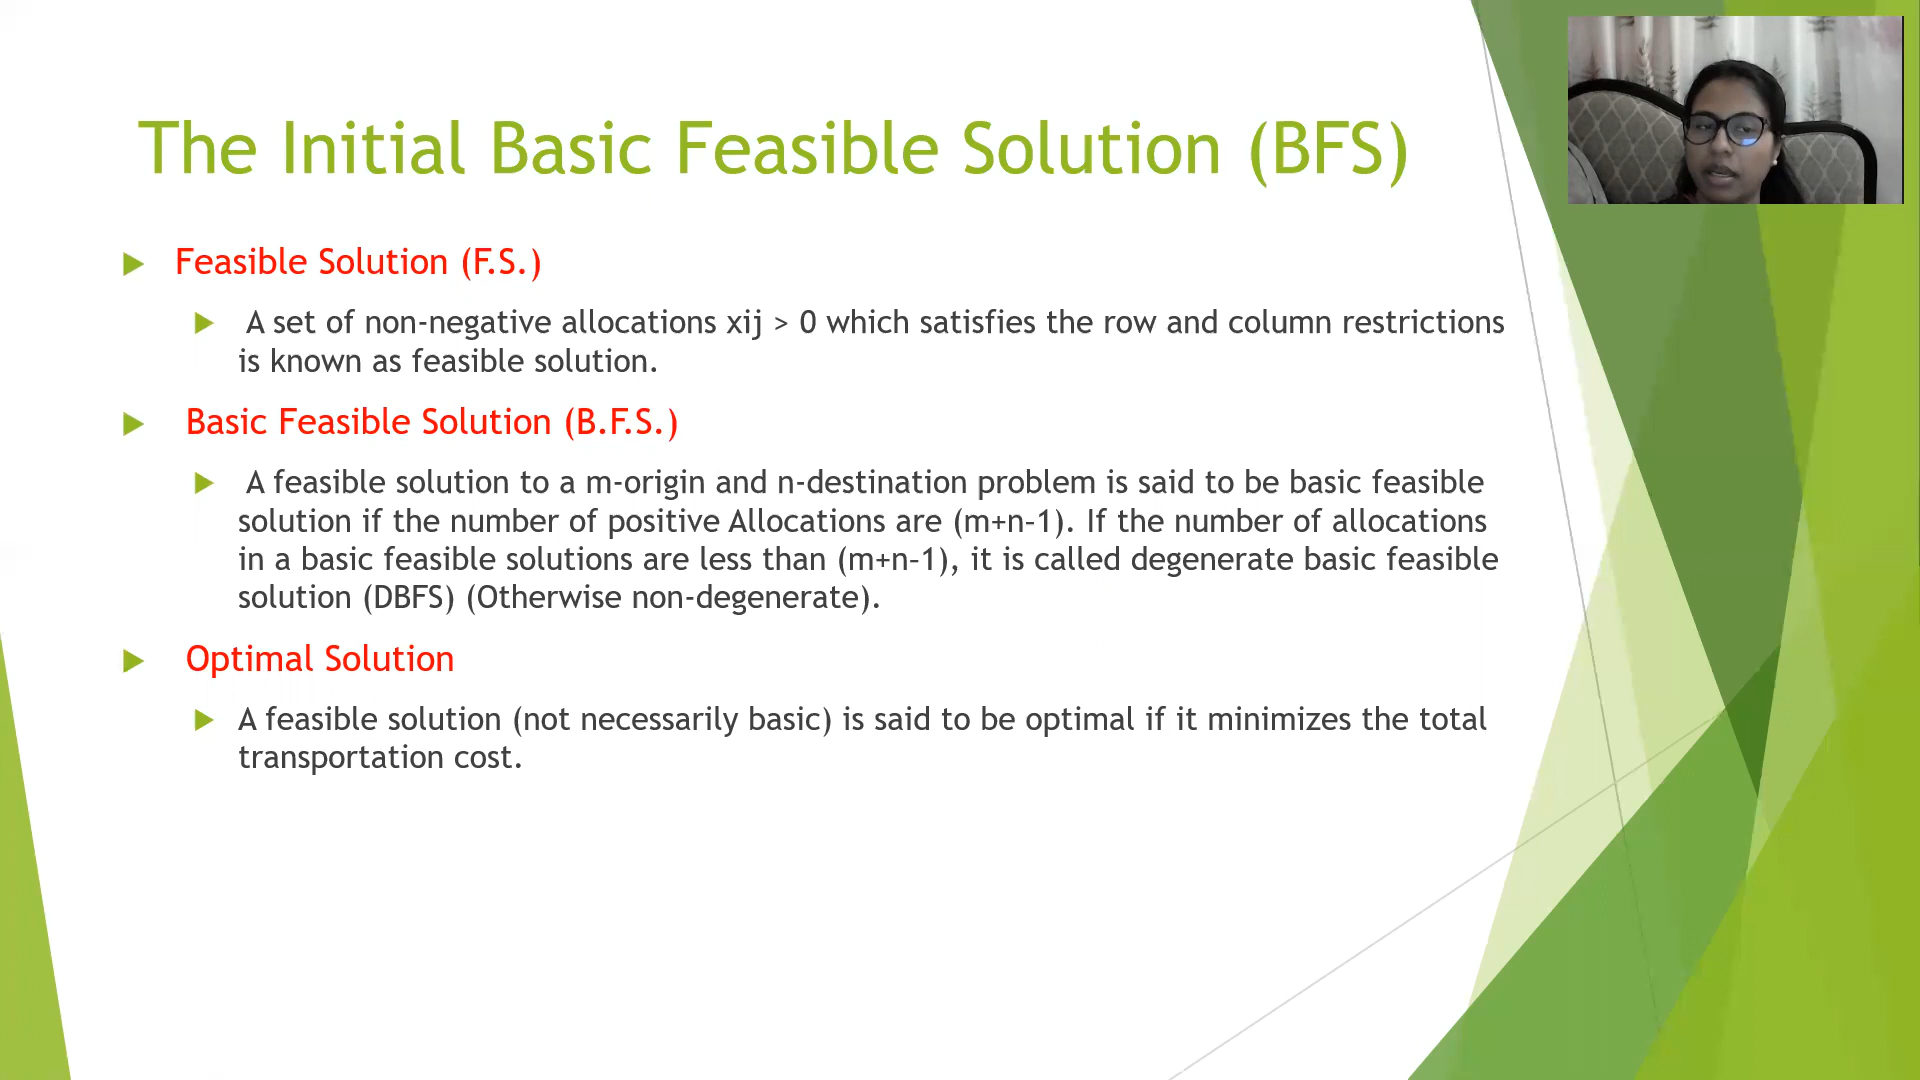 The Initial Basic Feasible Solution (BFS)
Feasible Solution (F.S.)
A set of non-negative allocations xij > 0 which satisfies the row and column restrictions
is known as feasible solution.
Basic Feasible Solution (B.F.S.)
A feasible solution to a m-origin and n-destination problem is said to be basic feasible
solution if the number of positive Allocations are (m+n–1). If the number of allocations
in a basic feasible solutions are less than (m+n–1), it is called degenerate basic feasible
solution (DBFS) (Otherwise non-degenerate).
Optimal Solution
A feasible solution (not necessarily basic) is said to be optimal if it minimizes the total
transportation cost.